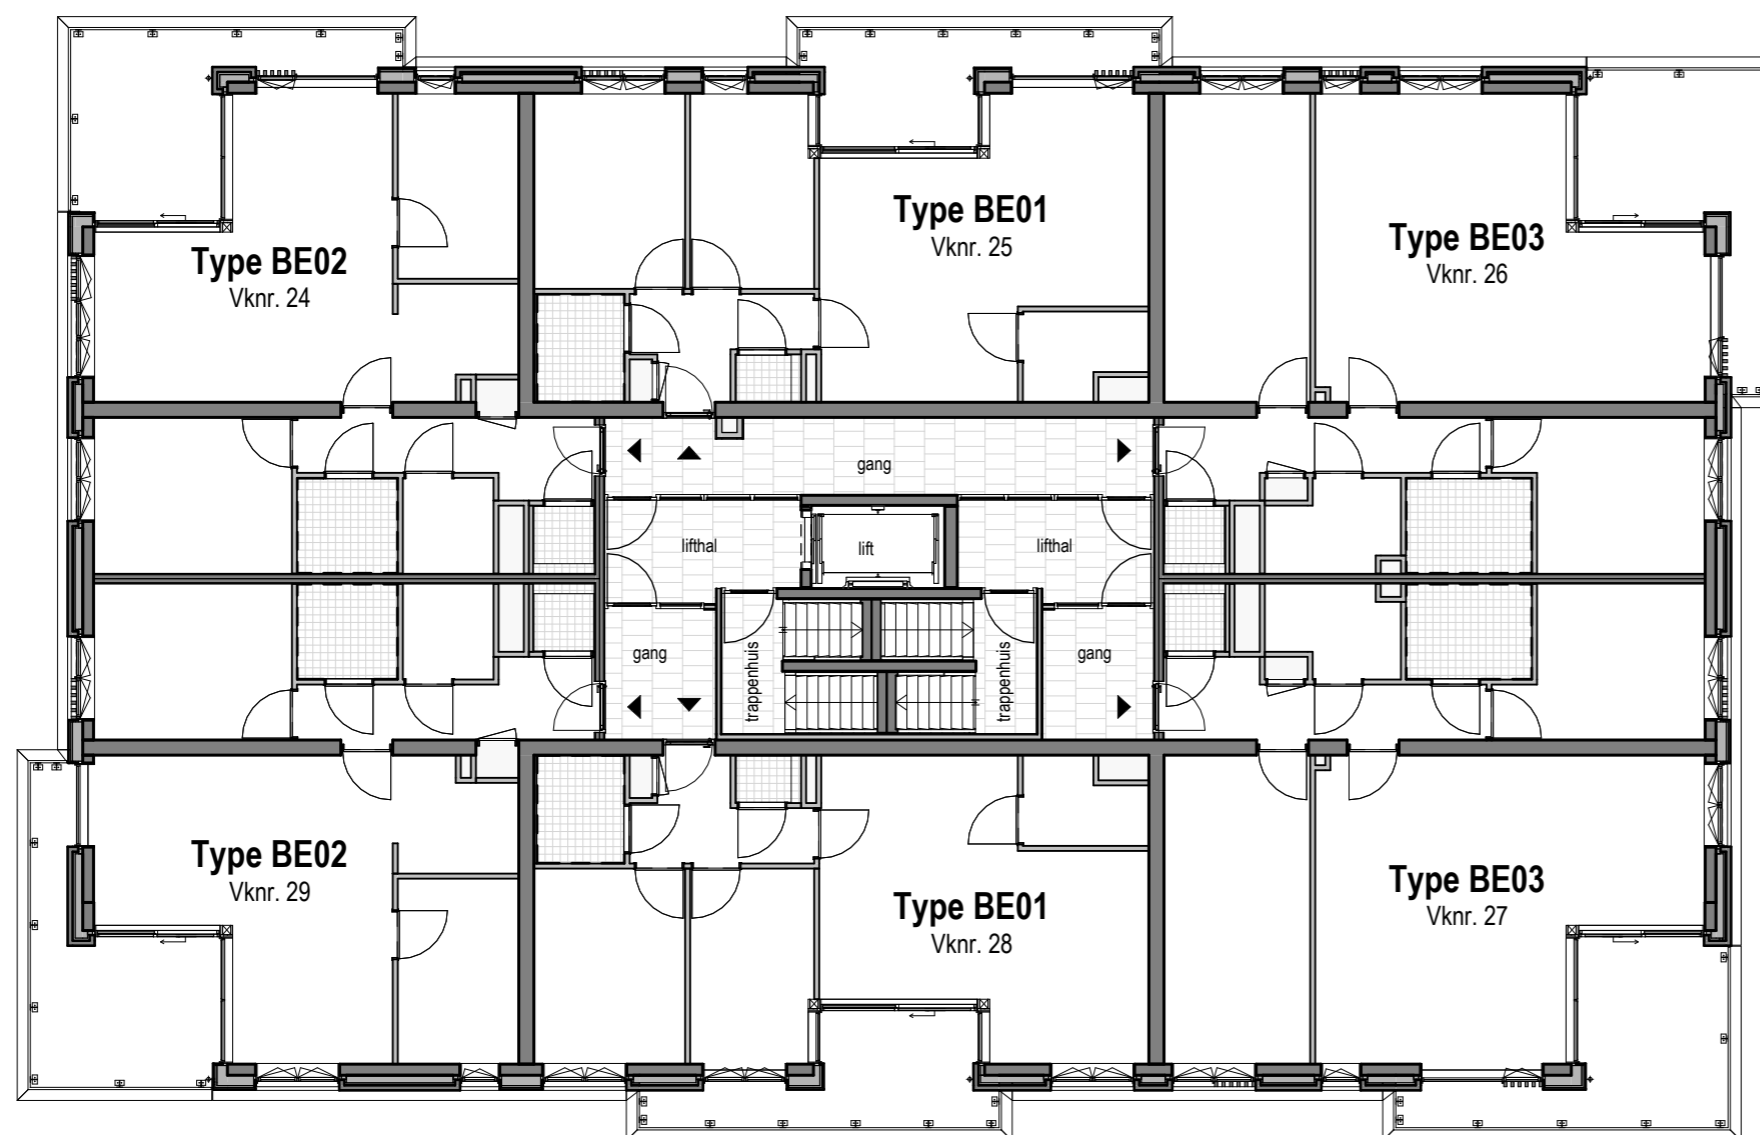 Type BE01
Vknr. 25
Type BE03
Vknr. 26
Type BE02
Vknr. 24
gang
lifthal
lift
lifthal
gang
trappenhuis
trappenhuis
gang
Type BE02
Vknr. 29
Type BE01
Vknr. 28
Type BE03
Vknr. 27